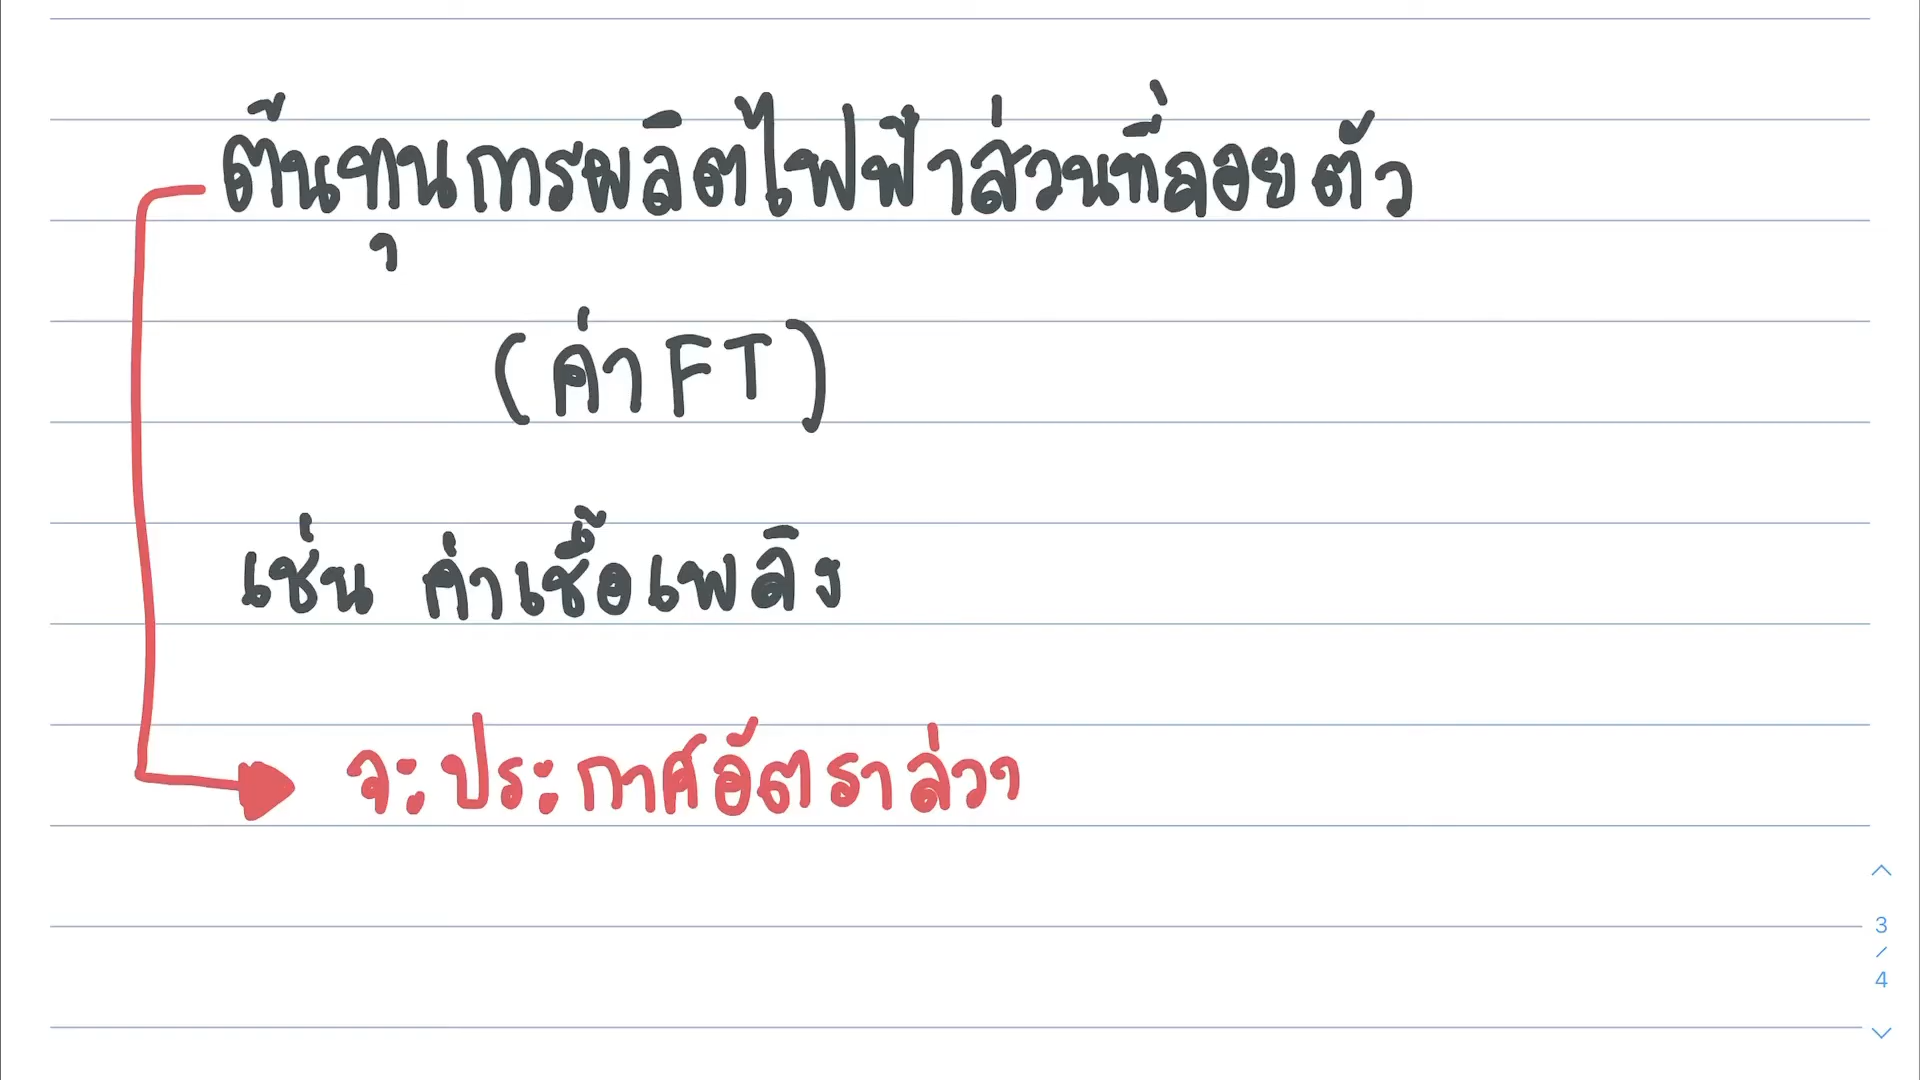 ต้นทุนการผลิตไฟฟ้าส่วนที่ลอยตัว
(ค่า FT)
เช่น ค่าเชื้อเพลิง
จะประกาศอัตราล่วง
3
/
4